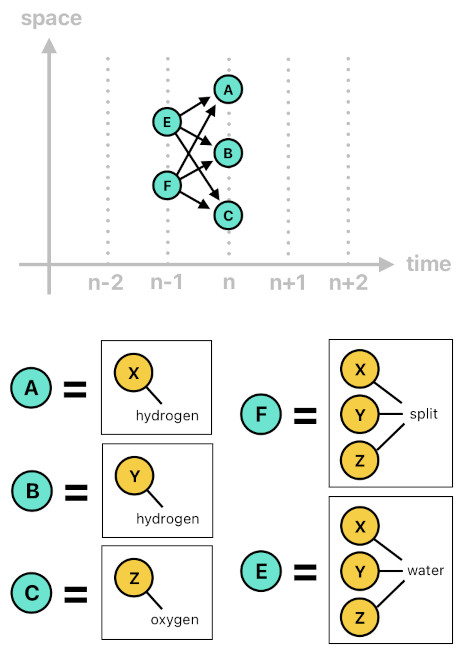 space
A
E
B
F
C
time
n-2 n-1 n n+1 n+2
A = X hydrogen
F = X Y Z split
B = Y hydrogen
E = X Y Z water
C = Z oxygen